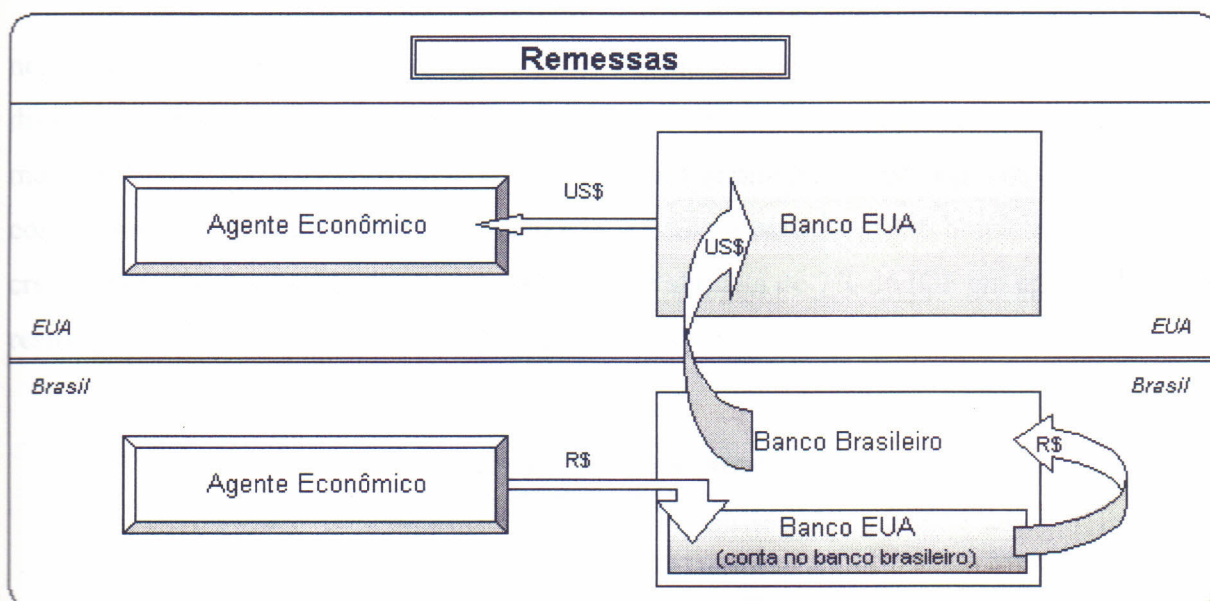 Remessas
Agente Econômico
US$
Banco EUA
US$
EUA
EUA
Brasil
Brasil
Agente Econômico
R$
Banco Brasileiro
R$
Banco EUA
(conta no banco brasileiro)